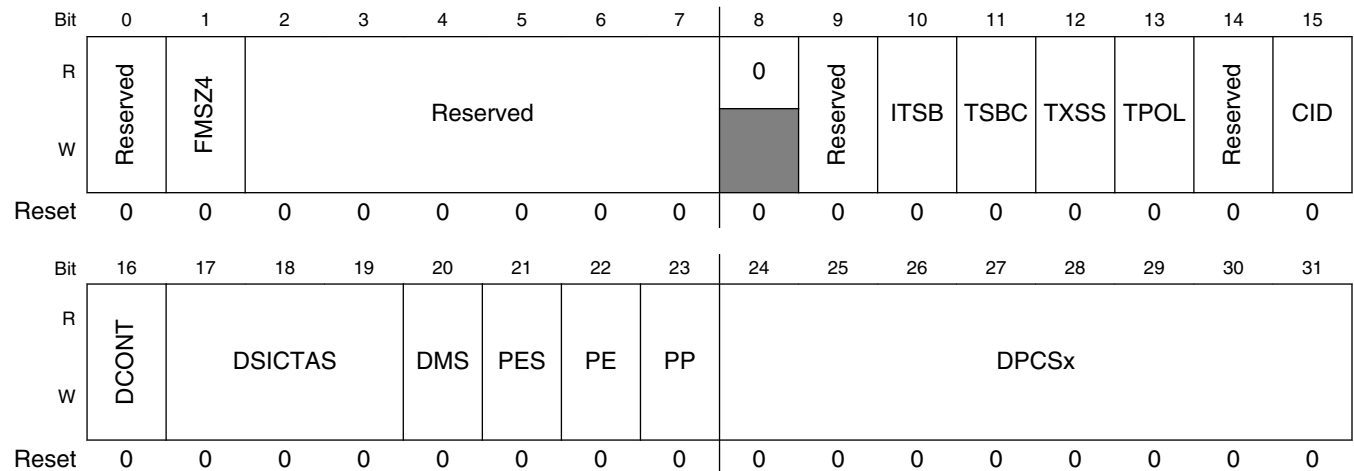 Bit 0 1 2 3 4 5 6 7 8 9 10 11 12 13 14 15
R Reserved FMSZ4 Reserved 0 Reserved ITSB TSBC TXSS TPOL Reserved CID
W
Reset 0 0 0 0 0 0 0 0 0 0 0 0 0 0 0 0
Bit 16 17 18 19 20 21 22 23 24 25 26 27 28 29 30 31
R DCONT DSICTAS DMS PES PE PP DPCSx
W
Reset 0 0 0 0 0 0 0 0 0 0 0 0 0 0 0 0